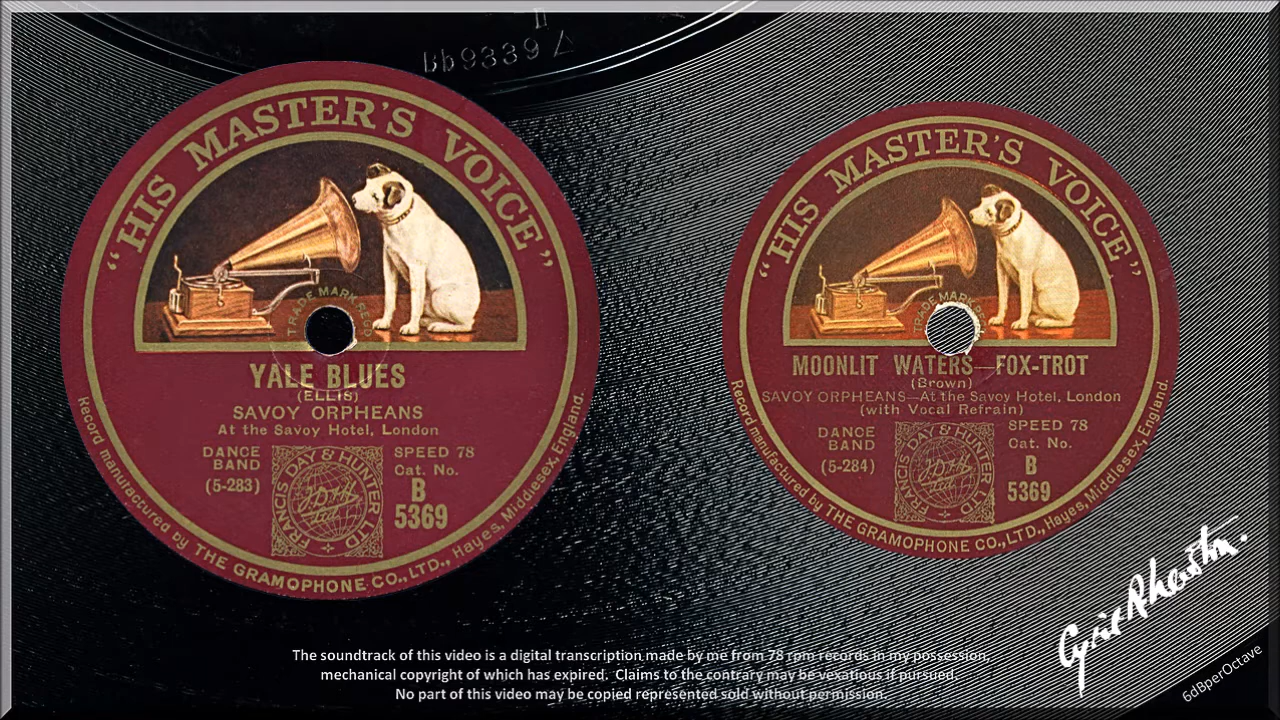 Bb9339 △
"HIS MASTER'S VOICE"
TRADE MARK REGD
YALE BLUES
(ELLIS)
SAVOY ORPHEANS
At the Savoy Hotel, London
DANCE BAND
(5-283)
FRANCIS DAY & HUNTER LTD
SPEED 78
Cat. No.
B
5369
Record manufactured by THE GRAMOPHONE CO., LTD., Hayes, Middlesex, England.
"HIS MASTER'S VOICE"
TRADE MARK REGD
MOONLIT WATERS—FOX-TROT
(Brown)
SAVOY ORPHEANS—At the Savoy Hotel, London
(with Vocal Refrain)
DANCE BAND
(5-284)
FRANCIS DAY & HUNTER LTD
SPEED 78
Cat. No.
B
5369
Record manufactured by THE GRAMOPHONE CO., LTD., Hayes, Middlesex, England.
6dBperOctave
The soundtrack of this video is a digital transcription made by me from 78 rpm records in my possession,
mechanical copyright of which has expired. Claims to the contrary may be vexatious if pursued.
No part of this video may be copied represented sold without permission.